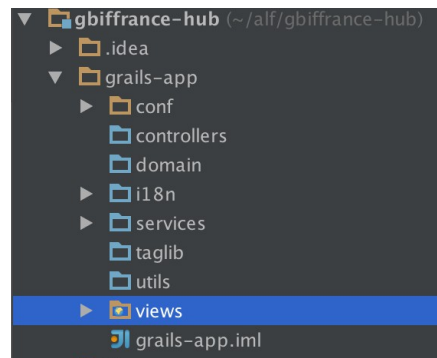 gbiffrance-hub (~/alf/gbiffrance-hub)
.idea
grails-app
conf
controllers
domain
i18n
services
taglib
utils
views
grails-app.iml